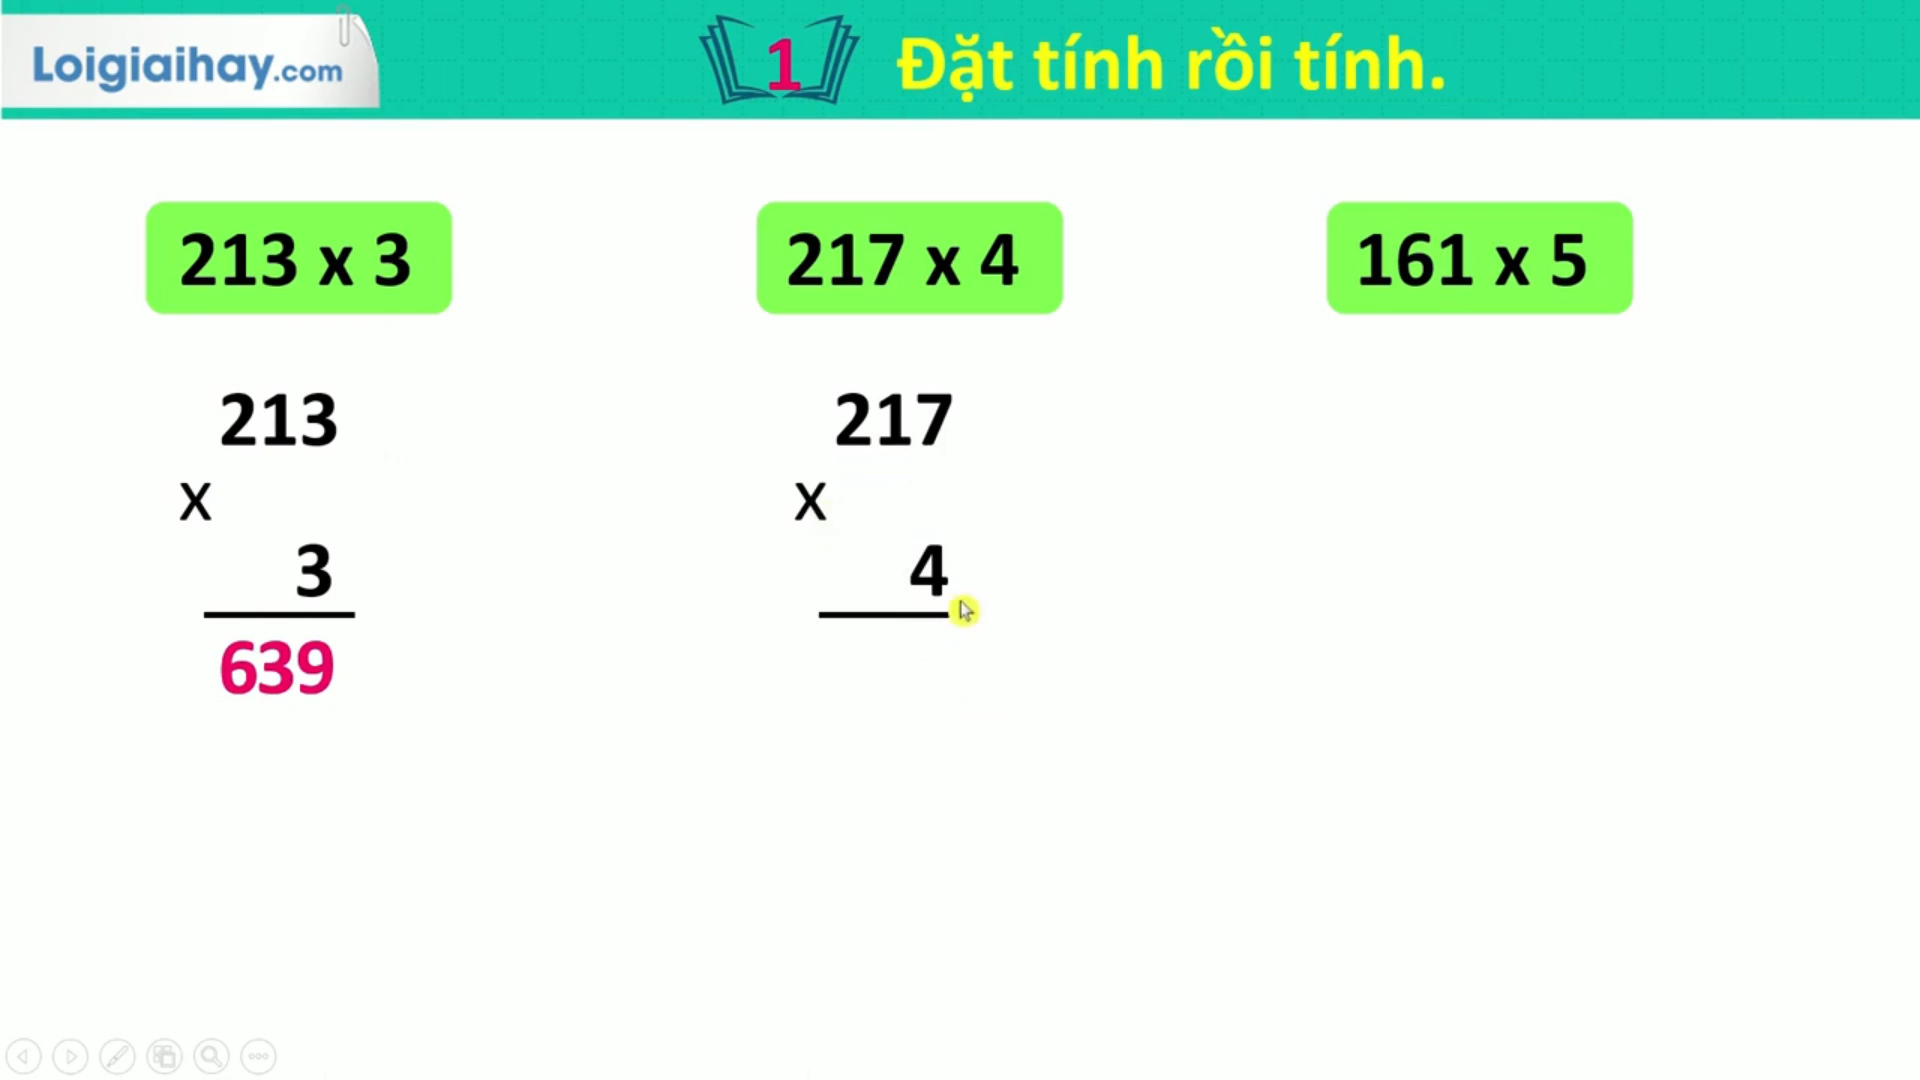 Loigiaihay.com
1 Đặt tính rồi tính.
213 x 3
217 x 4
161 x 5
213
x
3
639
217
x
4